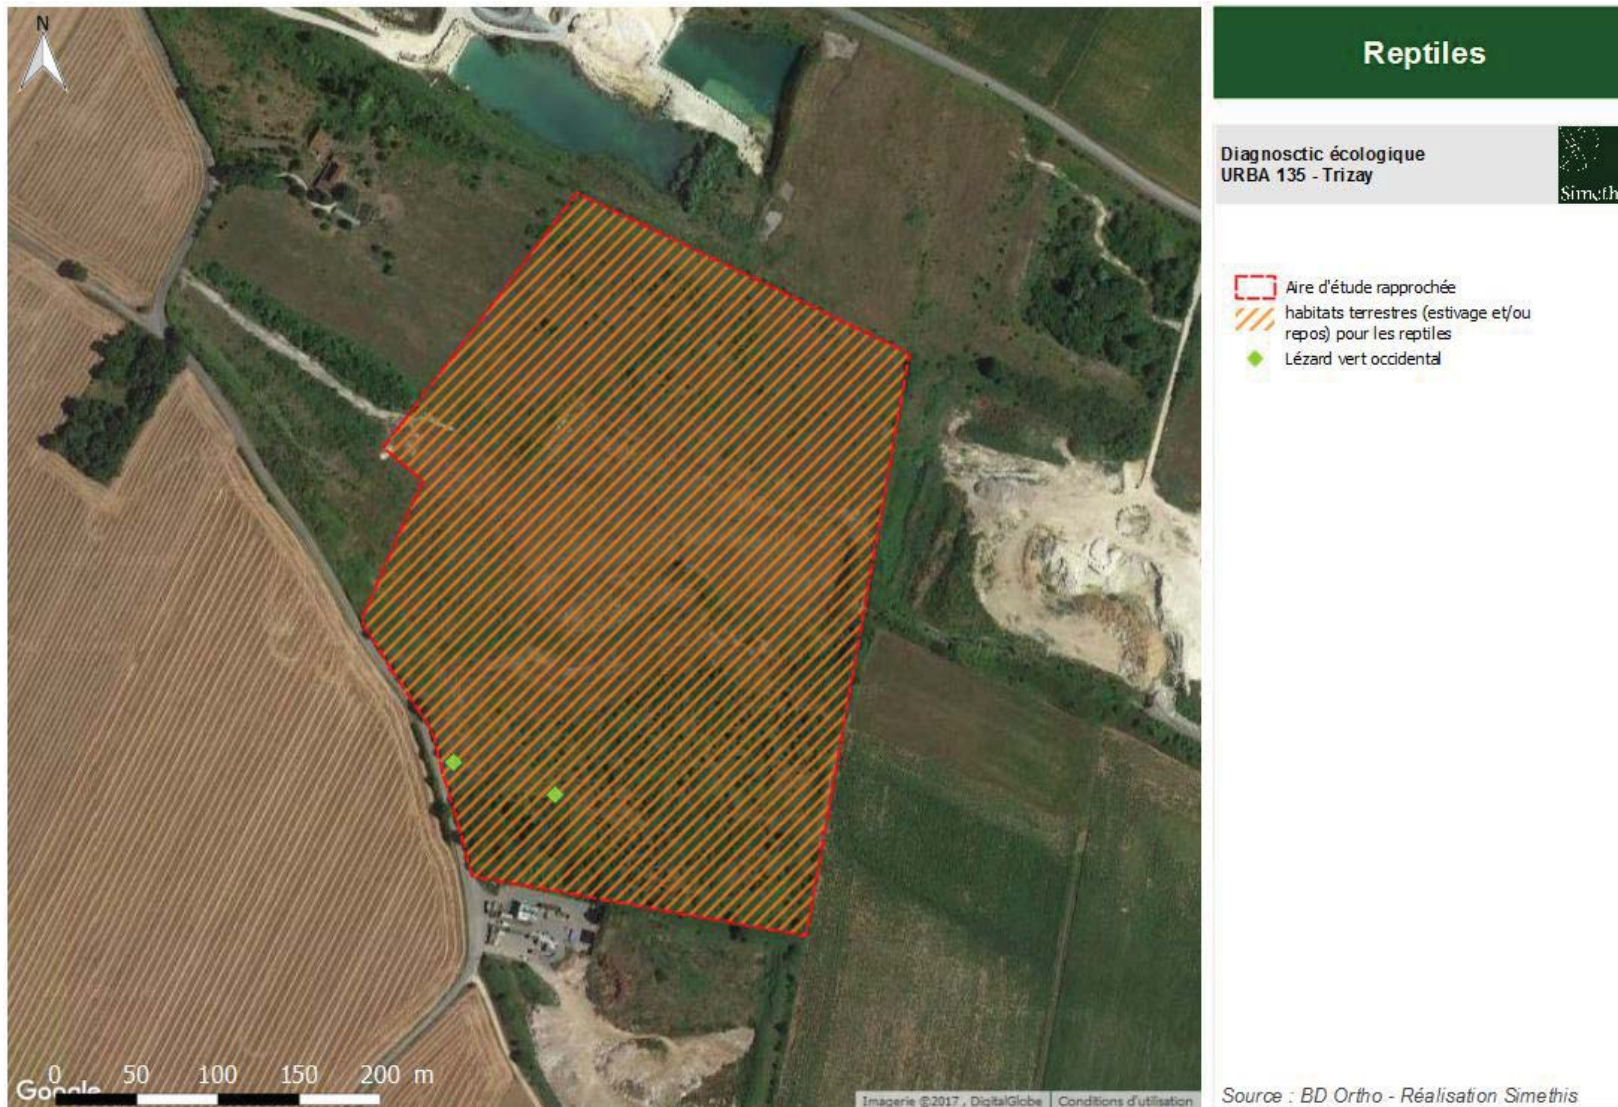 Reptiles
Diagnosctic écologique
URBA 135 - Trizay
Simeth
Aire d'étude rapprochée
habitats terrestres (estivage et/ou
repos) pour les reptiles
Lézard vert occidental
N
0 50 100 150 200 m
Google
Imagerie ©2017, DigitalGlobe Conditions d'utilisation
Source : BD Ortho - Réalisation Simethis